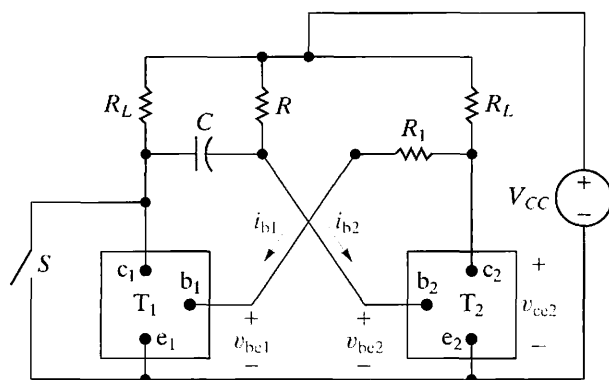 R_L
C
R
R_1
R_L
V_CC
+
−
S
i_b1
i_b2
c_1
b_1
T_1
e_1
+
v_be1
−
+
v_be2
−
c_2
b_2
T_2
e_2
+
v_ce2
−